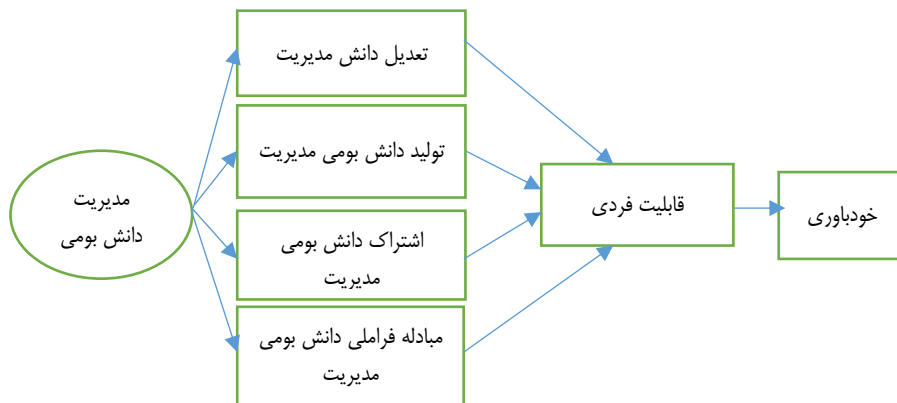 تعدیل دانش مدیریت
تولید دانش بومی مدیریت
مدیریت
دانش بومی
اشتراک دانش بومی
مدیریت
مبادله فراملی دانش بومی
مدیریت
قابلیت فردی
خودباوری